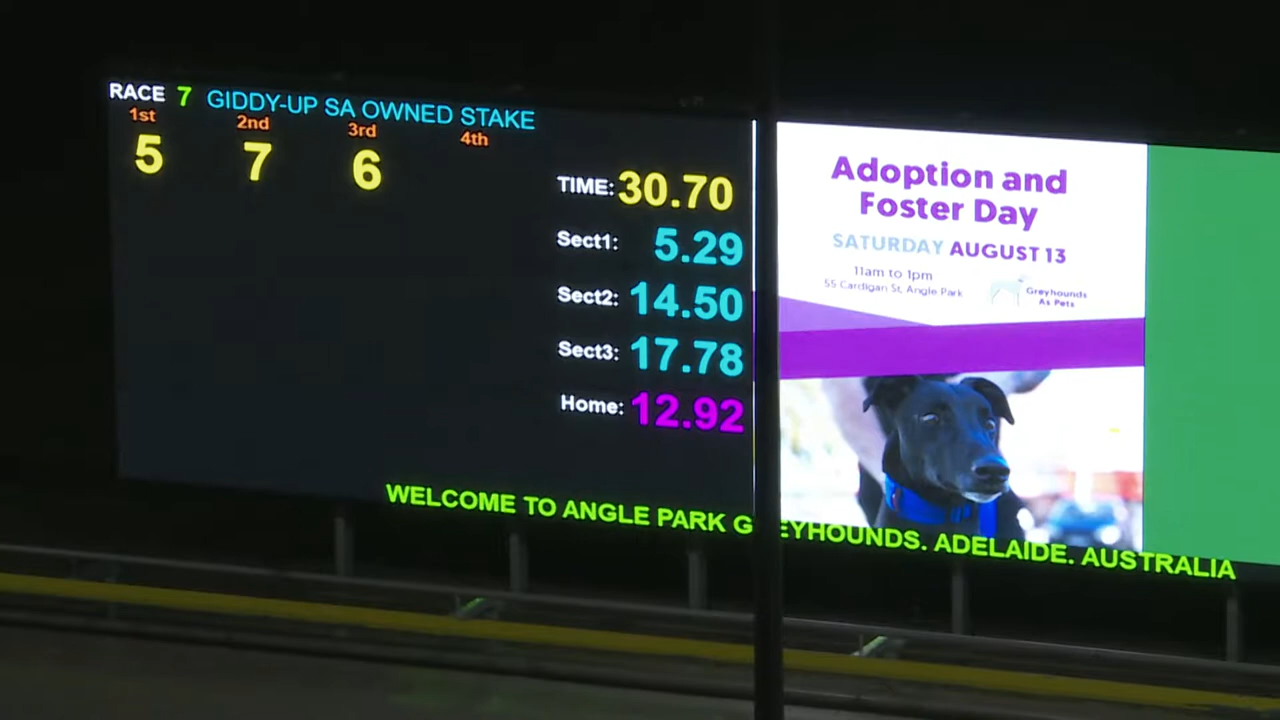 RACE 7 GIDDY-UP SA OWNED STAKE
1st 2nd 3rd 4th
5 7 6
TIME: 30.70
Sect1: 5.29
Sect2: 14.50
Sect3: 17.78
Home: 12.92
Adoption and
Foster Day
SATURDAY AUGUST 13
11am to 1pm
55 Cardigan St, Angle Park
Greyhounds
As Pets
WELCOME TO ANGLE PARK G EYHOUNDS. ADELAIDE. AUSTRALIA